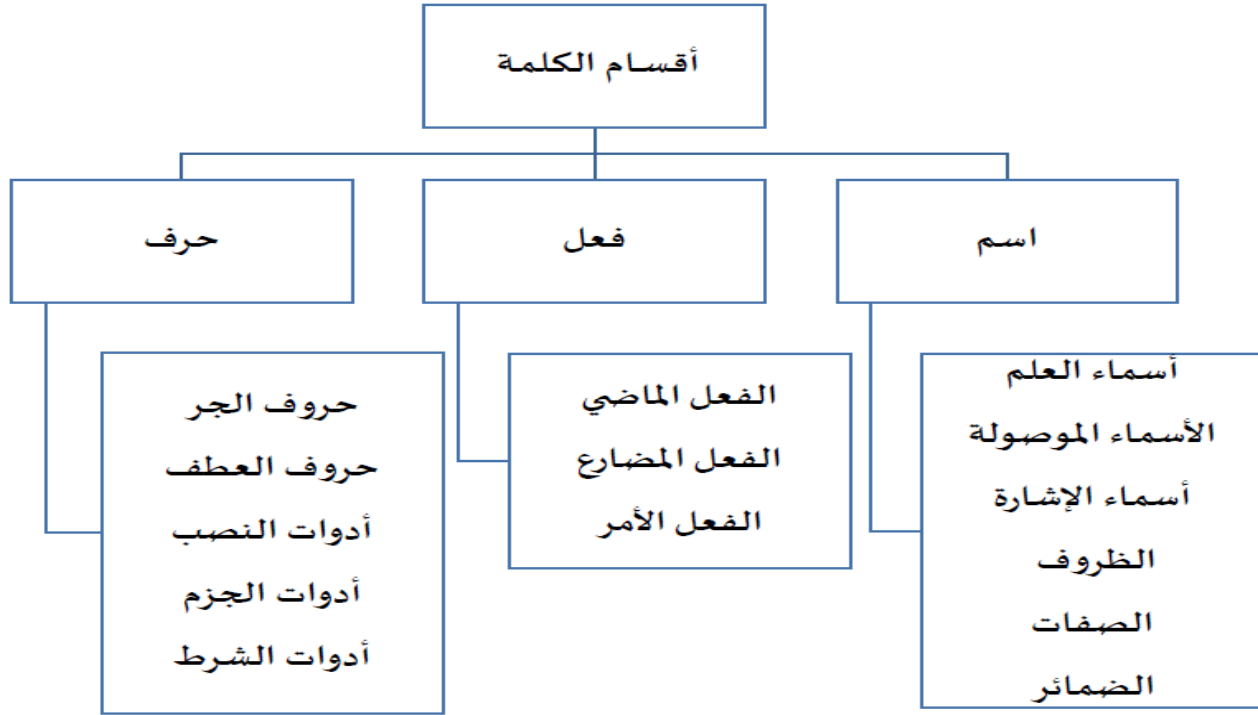 أقسام الكلمة
اسم
فعل
حرف
أسماء العلم
الأسماء الموصولة
أسماء الإشارة
الظروف
الصفات
الضمائر
الفعل الماضي
الفعل المضارع
الفعل الأمر
حروف الجر
حروف العطف
أدوات النصب
أدوات الجزم
أدوات الشرط